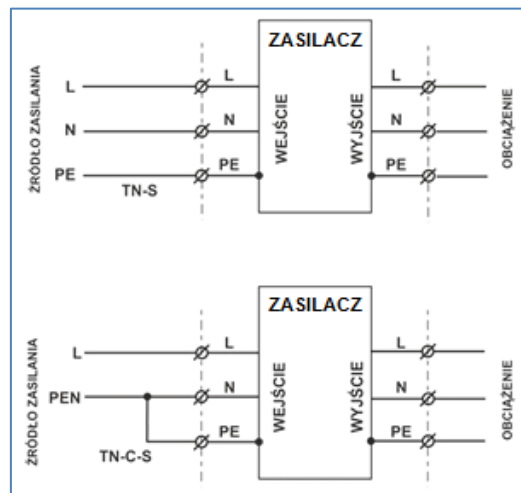 ZASILACZ
ŹRÓDŁO ZASILANIA
L
L
L
N
N
N
PE
PE
PE
TN-S
WEJŚCIE
WYJŚCIE
OBCIĄŻENIE
ZASILACZ
ŹRÓDŁO ZASILANIA
L
L
L
PEN
N
N
PE
PE
TN-C-S
WEJŚCIE
WYJŚCIE
OBCIĄŻENIE